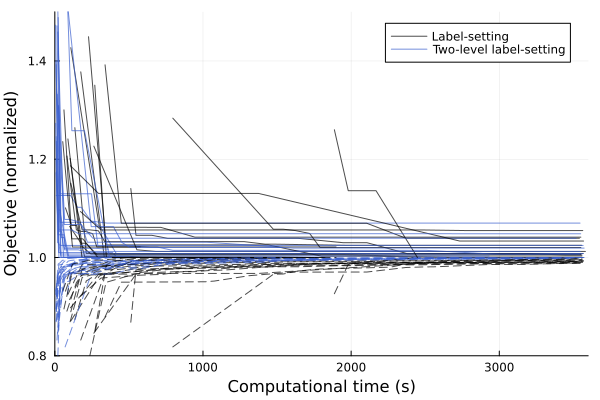 Label-setting
Two-level label-setting
Objective (normalized)
1.4
1.2
1.0
0.8
0 1000 2000 3000
Computational time (s)